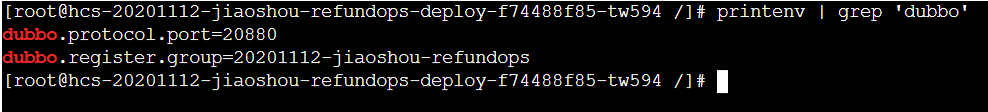 [root@hcs-20201112-jiaoshou-refundops-deploy-f74488f85-tw594 /]# printenv | grep 'dubbo'
dubbo.protocol.port=20880
dubbo.register.group=20201112-jiaoshou-refundops
[root@hcs-20201112-jiaoshou-refundops-deploy-f74488f85-tw594 /]#